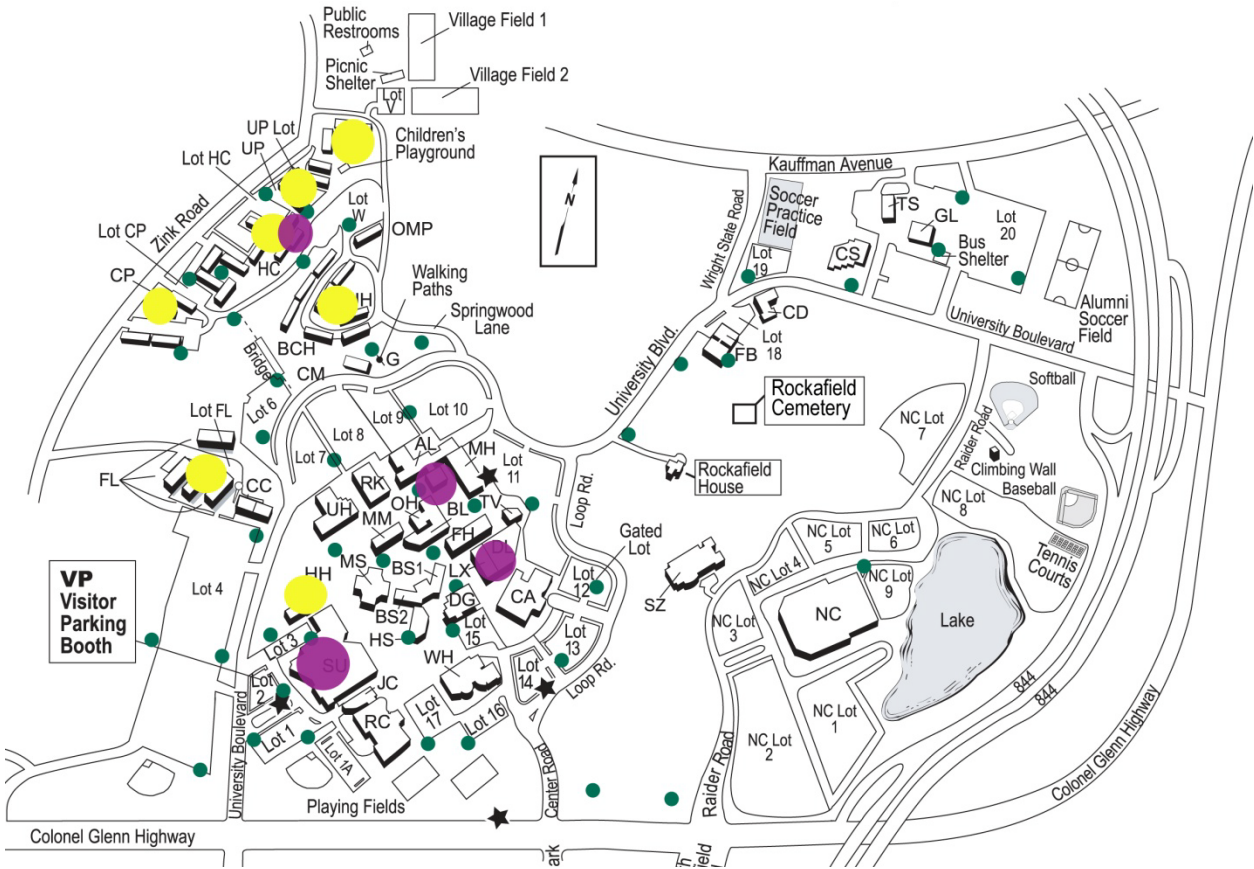 Public
Restrooms
Village Field 1
Picnic
Shelter
Village Field 2
Lot
V
UP Lot
UP
Children's
Playground
Lot HC
Zink Road
Lot
W
OMP
N
Kauffman Avenue
Wright State Road
Soccer
Practice
Field
TS
GL
Lot
20
Bus
Shelter
CS
Lot
19
Lot CP
CP
HC
Walking
Paths
Springwood
Lane
CD
University Boulevard
Alumni
Soccer
Field
BCH
G
CM
Bridge
University Blvd.
FB
Lot
18
Softball
Rockafield
Cemetery
Lot 6
Lot 9
Lot 10
Lot 8
Lot 7
NC Lot
7
Raider Road
Lot FL
FL
CC
AL
MH
Lot
11
RK
Rockafield
House
Climbing Wall
Baseball
NC Lot
8
UH
OH
BL
TV
MM
FH
DL
Loop Rd.
Gated
Lot
NC Lot
5
NC Lot
6
Tennis
Courts
VP
Visitor
Parking
Booth
Lot 4
MS
BS1
LX
HH
BS2
DG
CA
Lot
12
SZ
NC Lot 4
NC
NC Lot
9
Lake
NC Lot
3
HS
Lot
15
Lot
13
Lot 3
SU
WH
Lot
14
Loop Rd.
Lot
2
JC
RC
Lot
17
Lot 16
NC Lot
1
NC Lot
2
844
844
Lot 1
Lot 1A
University Boulevard
Center Road
Raider Road
Colonel Glenn Highway
Playing Fields
Colonel Glenn Highway